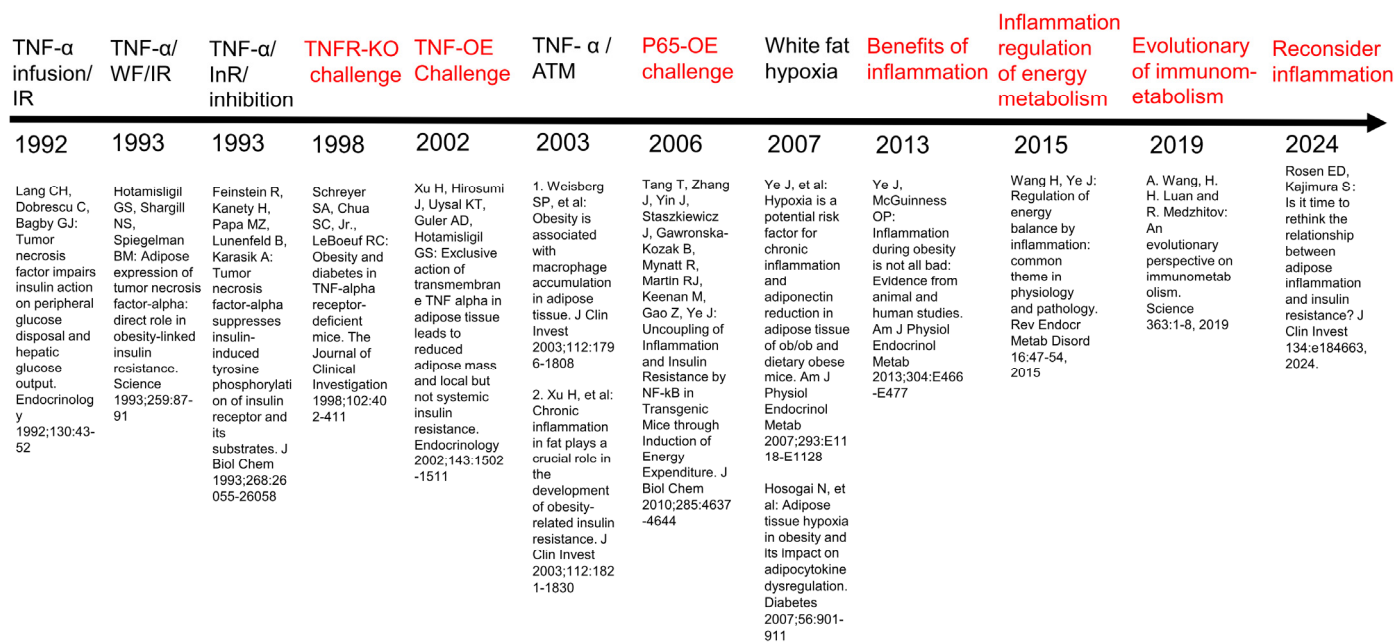 TNF-α
infusion/
IR
TNF-α/
WF/IR
TNF-α/
InR/
inhibition
TNFR-KO
challenge
TNF-OE
Challenge
TNF- α /
ATM
P65-OE
challenge
White fat
hypoxia
Benefits of
inflammation
Inflammation
regulation
of energy
metabolism
Evolutionary
of immunom-
etabolism
Reconsider
inflammation
1992
1993
1993
1998
2002
2003
2006
2007
2013
2015
2019
2024
Lang CH,
Dobrescu C,
Bagby GJ:
Tumor
necrosis
factor impairs
insulin action
on peripheral
glucose
disposal and
hepatic
glucose
output.
Endocrinolog
y
1992;130:43-
52
Hotamisligil
GS, Shargill
NS,
Spiegelman
BM: Adipose
expression of
tumor necrosis
factor-alpha:
direct role in
obesity-linked
insulin
resistance.
Science
1993;259:87-
91
Feinstein R,
Kanety H,
Papa MZ,
Lunenfeld B,
Karasik A:
Tumor
necrosis
factor-alpha
suppresses
insulin-
induced
tyrosine
phosphorylati
on of insulin
receptor and
its
substrates. J
Biol Chem
1993;268:26
055-26058
Schreyer
SA, Chua
SC, Jr.,
LeBoeuf RC:
Obesity and
diabetes in
TNF-alpha
receptor-
deficient
mice. The
Journal of
Clinical
Investigation
1998;102:40
2-411
Xu H, Hirosumi
J, Uysal KT,
Guler AD,
Hotamisligil
GS: Exclusive
action of
transmembran
e TNF alpha in
adipose tissue
leads to
reduced
adipose mass
and local but
not systemic
insulin
resistance.
Endocrinology
2002;143:1502
-1511
1. Weisberg
SP, et al:
Obesity is
associated
with
macrophage
accumulation
in adipose
tissue. J Clin
Invest
2003;112:179
6-1808
2. Xu H, et al:
Chronic
inflammation
in fat plays a
crucial role in
the
development
of obesity-
related insulin
resistance. J
Clin Invest
2003;112:182
1-1830
Tang T, Zhang
J, Yin J,
Staszkiewicz
J, Gawronska-
Kozak B,
Mynatt R,
Martin RJ,
Keenan M,
Gao Z, Ye J:
Uncoupling of
Inflammation
and Insulin
Resistance by
NF-kB in
Transgenic
Mice through
Induction of
Energy
Expenditure. J
Biol Chem
2010;285:4637
-4644
Ye J, et al:
Hypoxia is a
potential risk
factor for
chronic
inflammation
and
adiponectin
reduction in
adipose tissue
of ob/ob and
dietary obese
mice. Am J
Physiol
Endocrinol
Metab
2007;293:E11
18-E1128
Hosogai N, et
al: Adipose
tissue hypoxia
in obesity and
its impact on
adipocytokine
dysregulation.
Diabetes
2007;56:901-
911
Ye J,
McGuinness
OP:
Inflammation
during obesity
is not all bad:
Evidence from
animal and
human studies.
Am J Physiol
Endocrinol
Metab
2013;304:E466
-E477
Wang H, Ye J:
Regulation of
energy
balance by
inflammation:
common
theme in
physiology
and pathology.
Rev Endocr
Metab Disord
16:47-54,
2015
A. Wang, H.
H. Luan and
R. Medzhitov:
An
evolutionary
perspective on
immunometab
olism.
Science
363:1-8, 2019
Rosen ED,
Kajimura S:
Is it time to
rethink the
relationship
between
adipose
inflammation
and insulin
resistance? J
Clin Invest
134:e184663,
2024.